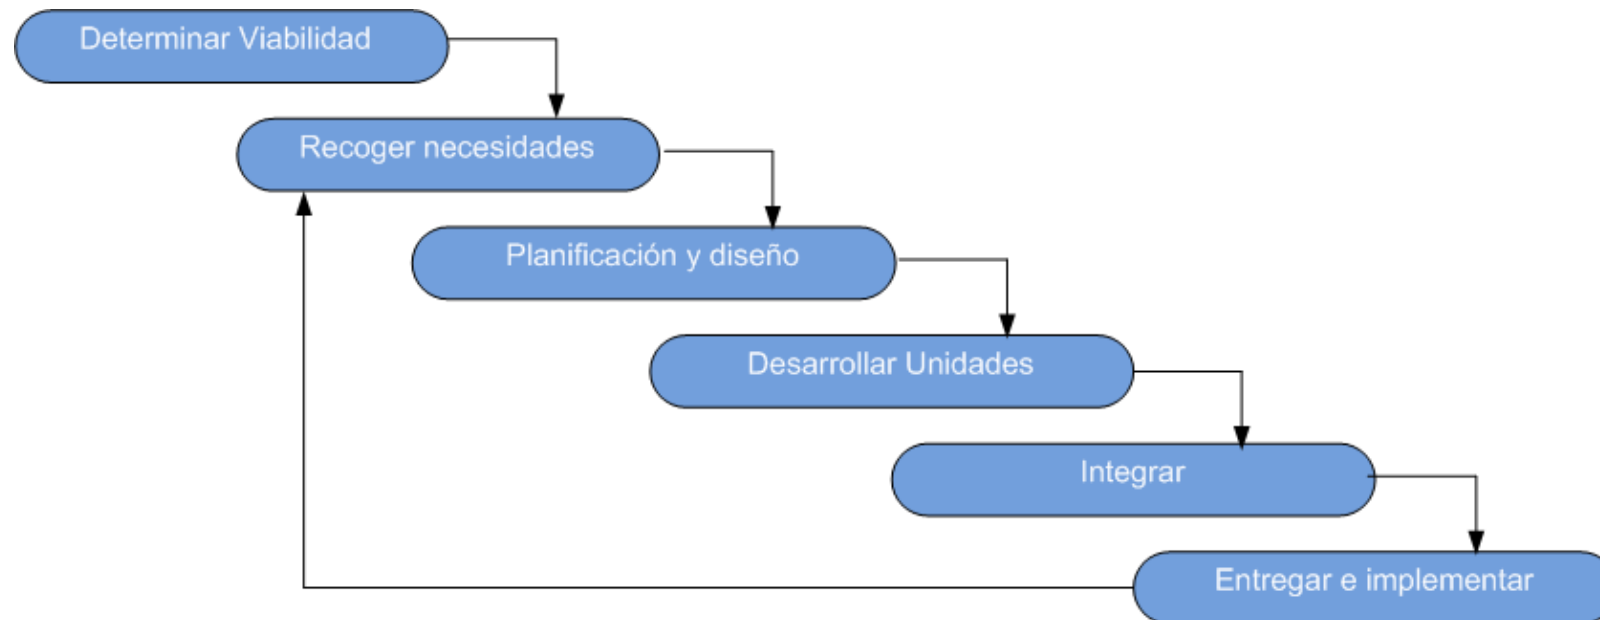 Determinar Viabilidad
Recoger necesidades
Planificación y diseño
Desarrollar Unidades
Integrar
Entregar e implementar